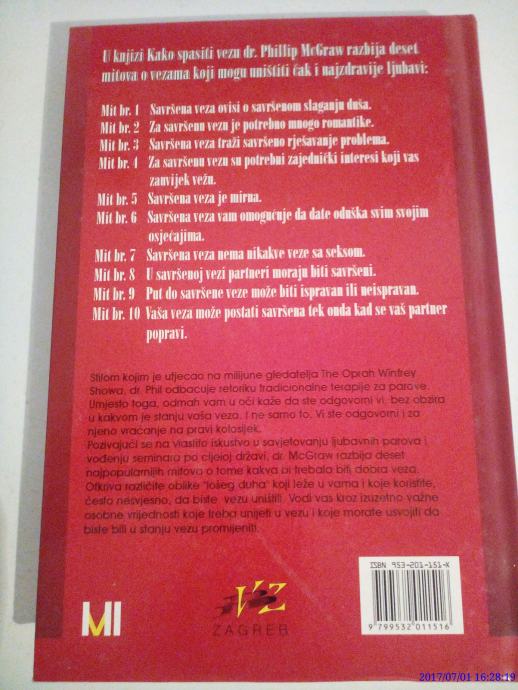 U knjizi Kako spasiti vezu dr. Phillip McGraw razbija deset
mitova o vezama koji mogu uništiti čak i najzdravije ljubavi:
Mit br. 1 Savršena veza ovisi o savršenom slaganju duša.
Mit br. 2 Za savršenu vezu je potrebno mnogo romantike.
Mit br. 3 Savršena veza traži savršeno rješavanje problema.
Mit br. 4 Za savršenu vezu su potrebni zajednički interesi koji vas
zauvijek vežu.
Mit br. 5 Savršena veza je mirna.
Mit br. 6 Savršena veza vam omogućuje da date oduška svim svojim
osjećajima.
Mit br. 7 Savršena veza nema nikakve veze sa seksom.
Mit br. 8 U savršenoj vezi partneri moraju biti savršeni.
Mit br. 9 Put do savršene veze može biti ispravan ili neispravan.
Mit br. 10 Vaša veza može postati savršena tek onda kad se vaš partner
popravi.
Stilom kojim je utjecao na milijune gledatelja The Oprah Winfrey
Showa, dr. Phil odbacuje retoriku tradicionalne terapije za parove.
Umjesto toga, odmah vam u oči kaže da ste odgovorni vi, bez obzira
u kakvom je stanju vaša veza. I ne samo to. Vi ste odgovorni i za
njeno vraćanje na pravi kolosijek.
Pozivajući se na vlastito iskustvo u savjetovanju ljubavnih parova i
vođenju seminara po cijeloj državi, dr. McGraw razbija deset
najpopularnijih mitova o tome kakva bi trebala biti dobra veza.
Otkriva različite oblike "lošeg duha" koji leže u vama i koje koristite,
često nesvjesno, da biste vezu uništili. Vodi vas kroz izuzetno važne
osobne vrijednosti koje treba unijeti u vezu i koje morate usvojiti da
biste bili u stanju vezu promijeniti.
ISBN 953-201-151-X
9 799532 011516
MI
VZ
ZAGREB
2017/07/01 16:28:19